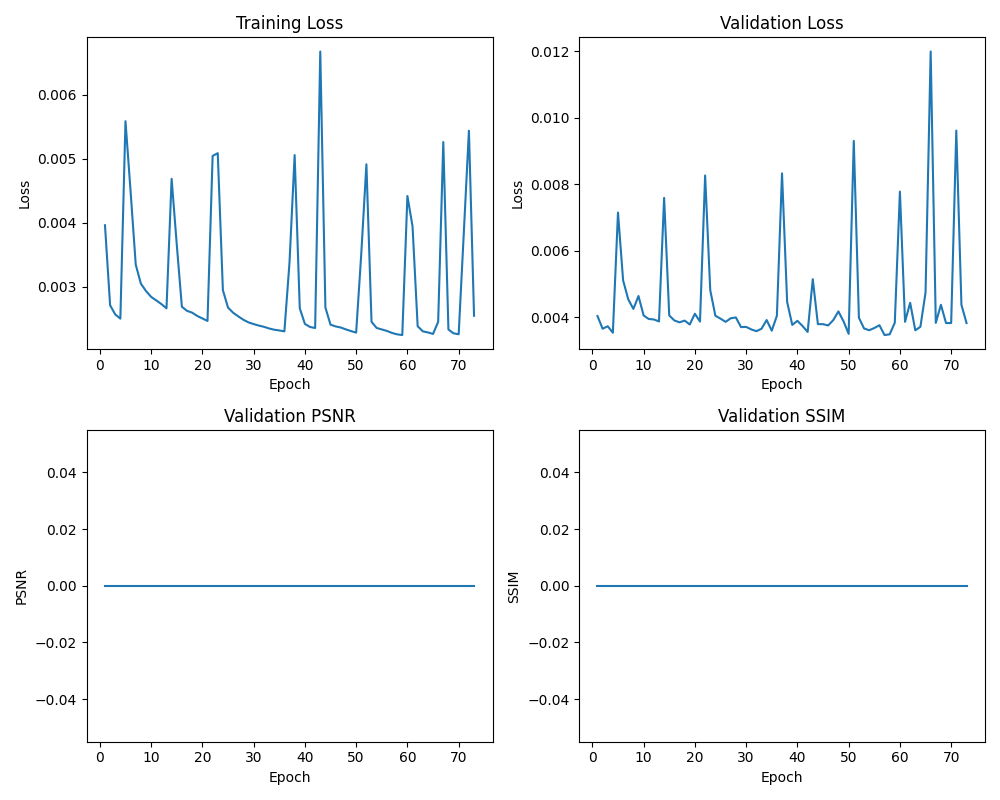 Training Loss
Validation Loss
0.006
0.005
0.004
0.003
Loss
0 10 20 30 40 50 60 70
Epoch
0.012
0.010
0.008
0.006
0.004
Loss
0 10 20 30 40 50 60 70
Epoch
Validation PSNR
Validation SSIM
0.04
0.02
0.00
−0.02
−0.04
PSNR
0 10 20 30 40 50 60 70
Epoch
0.04
0.02
0.00
−0.02
−0.04
SSIM
0 10 20 30 40 50 60 70
Epoch